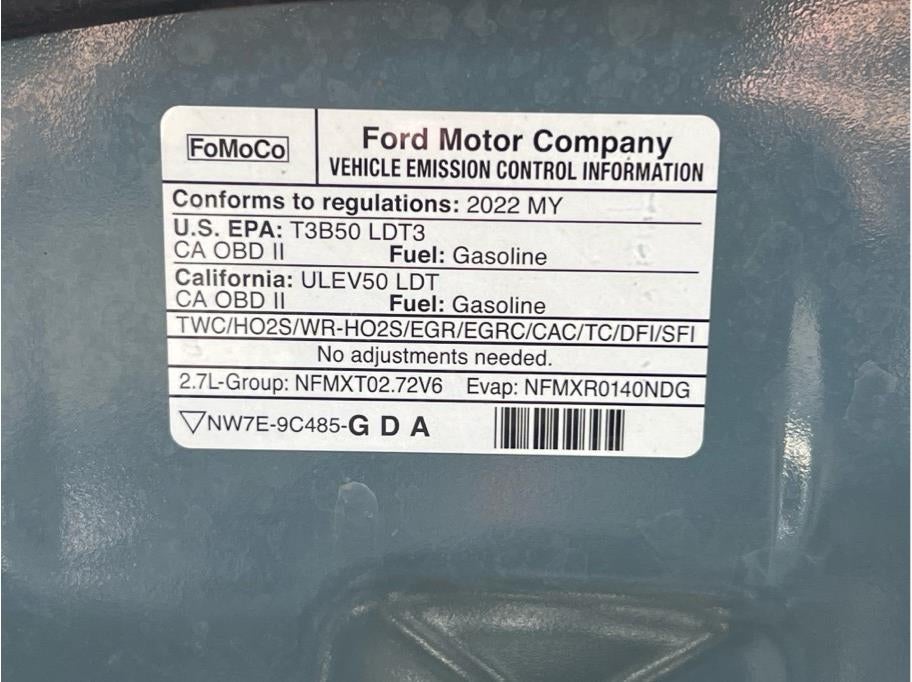 FoMoCo
Ford Motor Company
VEHICLE EMISSION CONTROL INFORMATION
Conforms to regulations: 2022 MY
U.S. EPA: T3B50 LDT3
CA OBD II Fuel: Gasoline
California: ULEV50 LDT
CA OBD II Fuel: Gasoline
TWC/HO2S/WR-HO2S/EGR/EGRC/CAC/TC/DFI/SFI
No adjustments needed.
2.7L-Group: NFMXT02.72V6 Evap: NFMXR0140NDG
▽NW7E-9C485-G D A